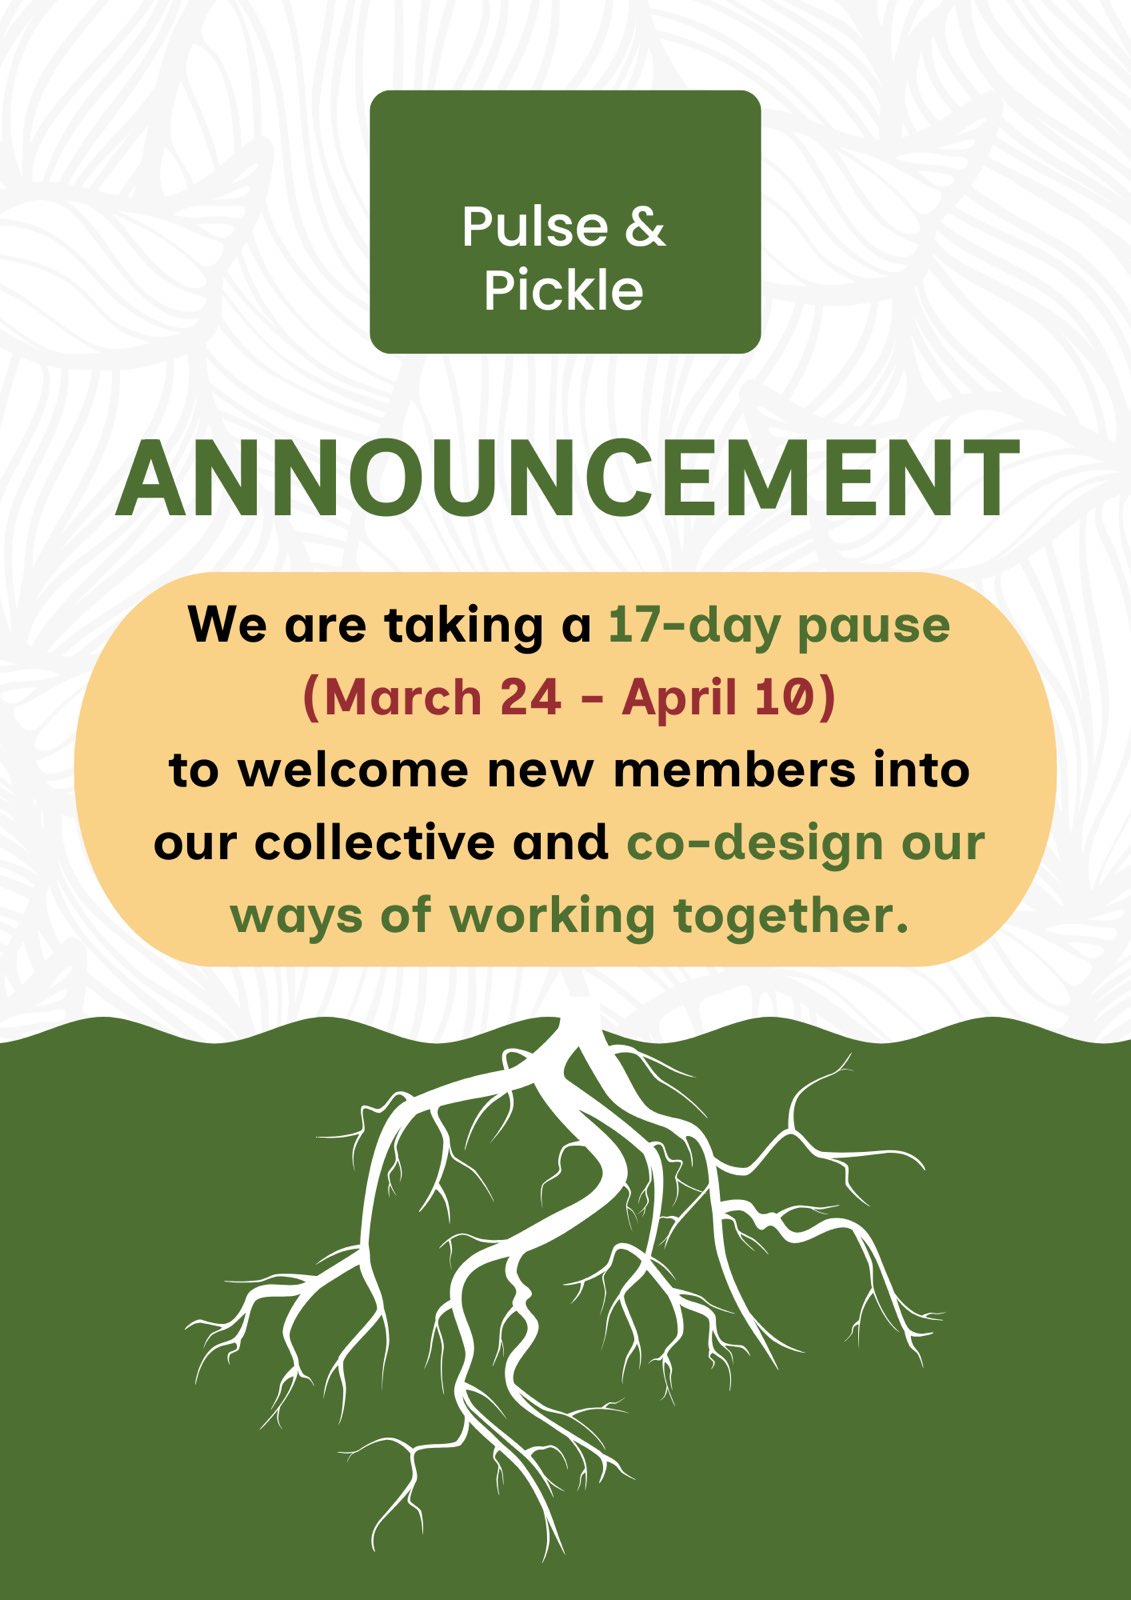 Pulse &
Pickle
ANNOUNCEMENT
We are taking a 17-day pause
(March 24 - April 10)
to welcome new members into
our collective and co-design our
ways of working together.